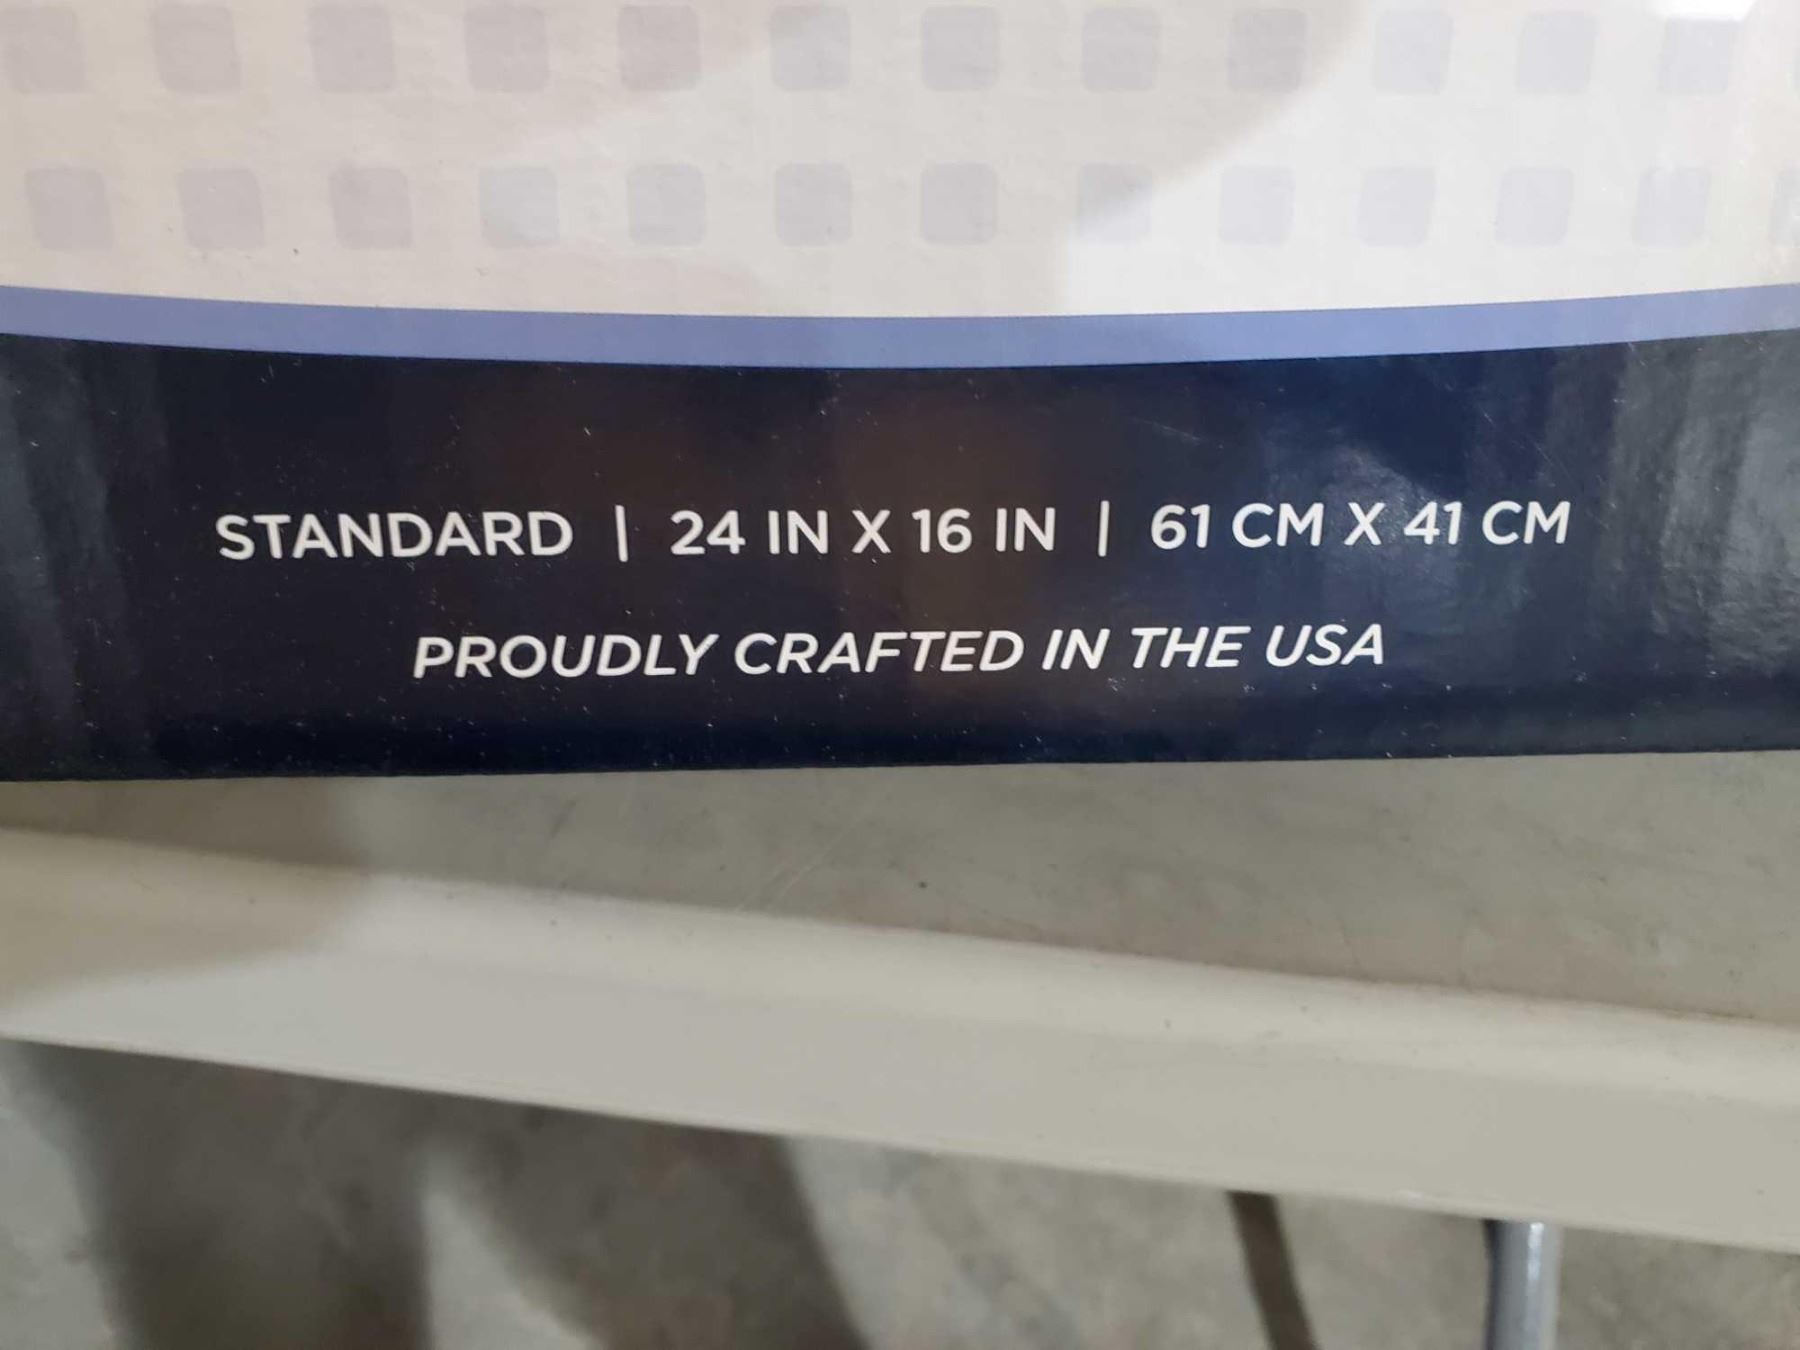 STANDARD | 24 IN X 16 IN | 61 CM X 41 CM
PROUDLY CRAFTED IN THE USA